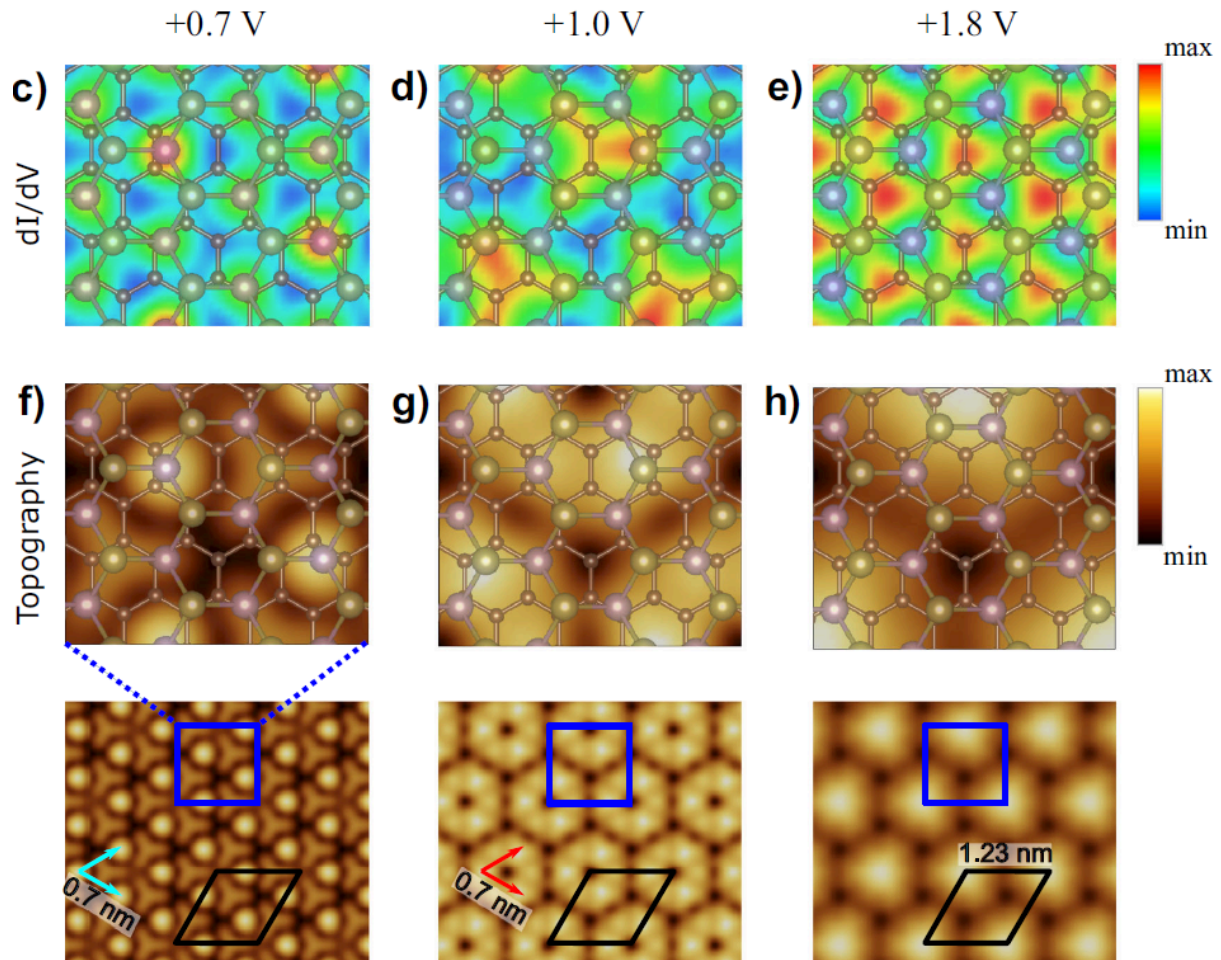 +0.7 V +1.0 V +1.8 V
c) d) e) max
dI/dV
min
f) g) h) max
Topography
min
0.7 nm 0.7 nm 1.23 nm